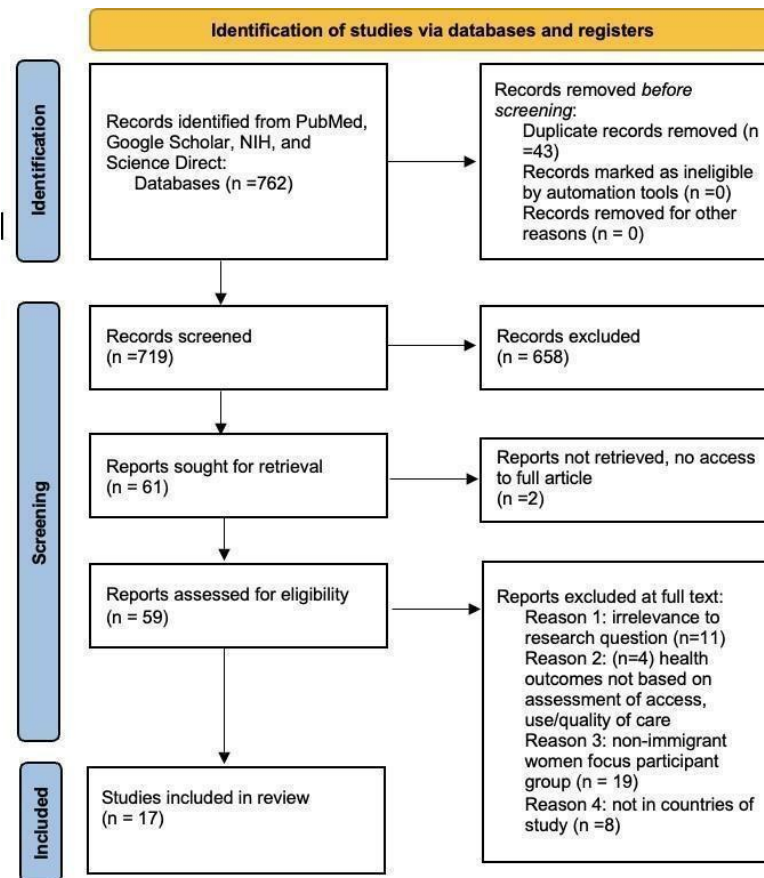 Identification of studies via databases and registers
Identification
Records identified from PubMed,
Google Scholar, NIH, and
Science Direct:
Databases (n =762)
Records removed before
screening:
Duplicate records removed (n
=43)
Records marked as ineligible
by automation tools (n =0)
Records removed for other
reasons (n = 0)
Screening
Records screened
(n =719)
Records excluded
(n = 658)
Reports sought for retrieval
(n = 61)
Reports not retrieved, no access
to full article
(n =2)
Reports assessed for eligibility
(n = 59)
Reports excluded at full text:
Reason 1: irrelevance to
research question (n=11)
Reason 2: (n=4) health
outcomes not based on
assessment of access,
use/quality of care
Reason 3: non-immigrant
women focus participant
group (n = 19)
Reason 4: not in countries of
study (n =8)
Included
Studies included in review
(n = 17)